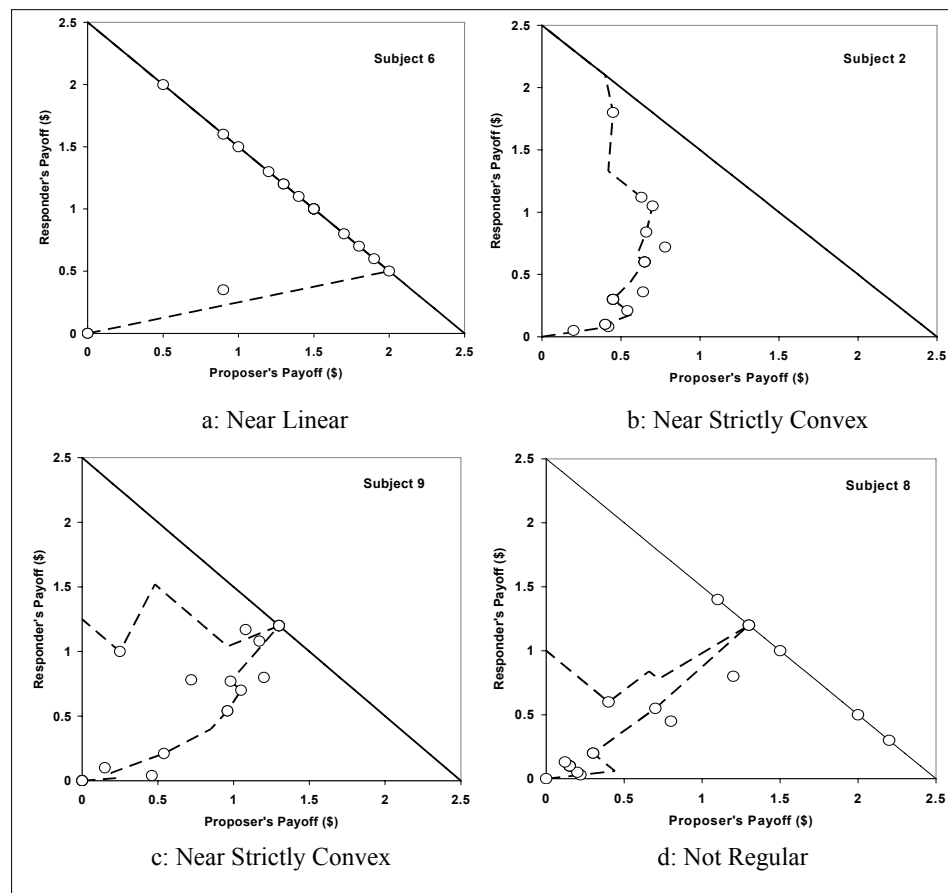 Subject 6
2.5
2
1.5
1
0.5
0
0 0.5 1 1.5 2 2.5
Responder's Payoff ($)
Proposer's Payoff ($)
a: Near Linear
Subject 2
2.5
2
1.5
1
0.5
0
0 0.5 1 1.5 2 2.5
Responder's Payoff ($)
Proposer's Payoff ($)
b: Near Strictly Convex
Subject 9
2.5
2
1.5
1
0.5
0
0 0.5 1 1.5 2 2.5
Responder's Payoff ($)
Proposer's Payoff ($)
c: Near Strictly Convex
Subject 8
2.5
2
1.5
1
0.5
0
0 0.5 1 1.5 2 2.5
Responder's Payoff ($)
Proposer's Payoff ($)
d: Not Regular